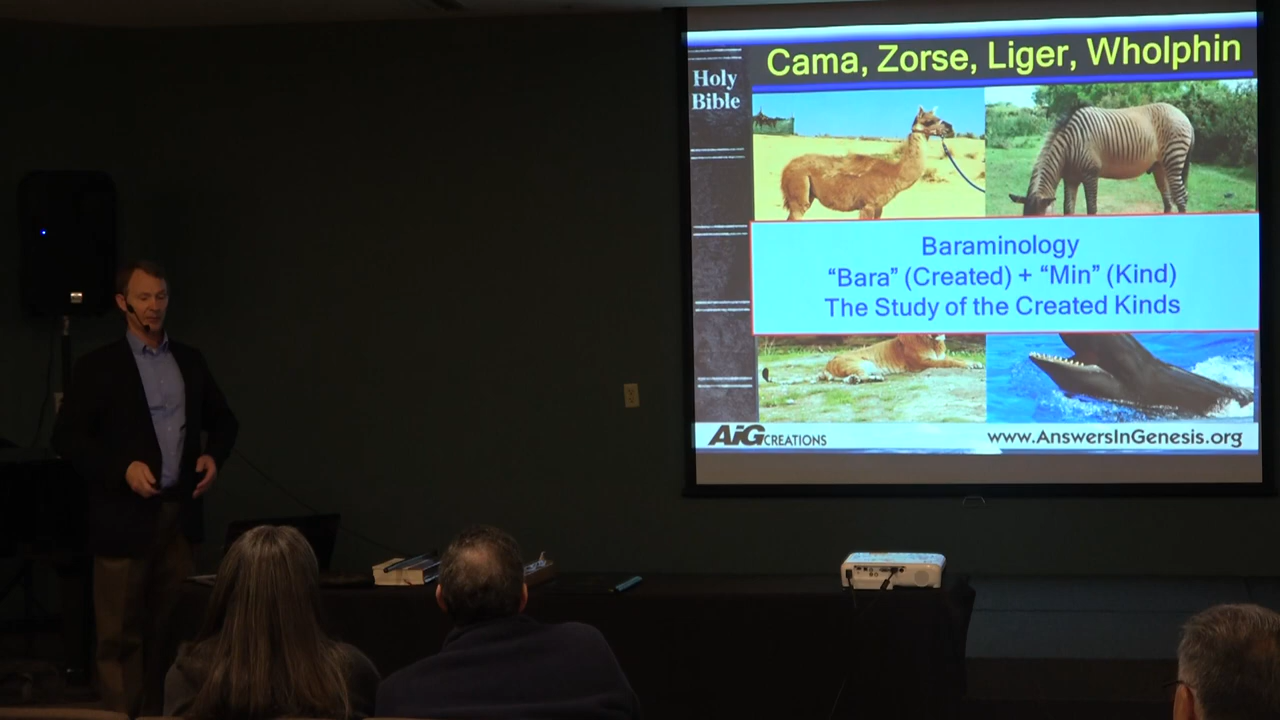 Cama, Zorse, Liger, Wholphin
Holy
Bible
Baraminology
“Bara” (Created) + “Min” (Kind)
The Study of the Created Kinds
AiG CREATIONS
www.AnswersInGenesis.org